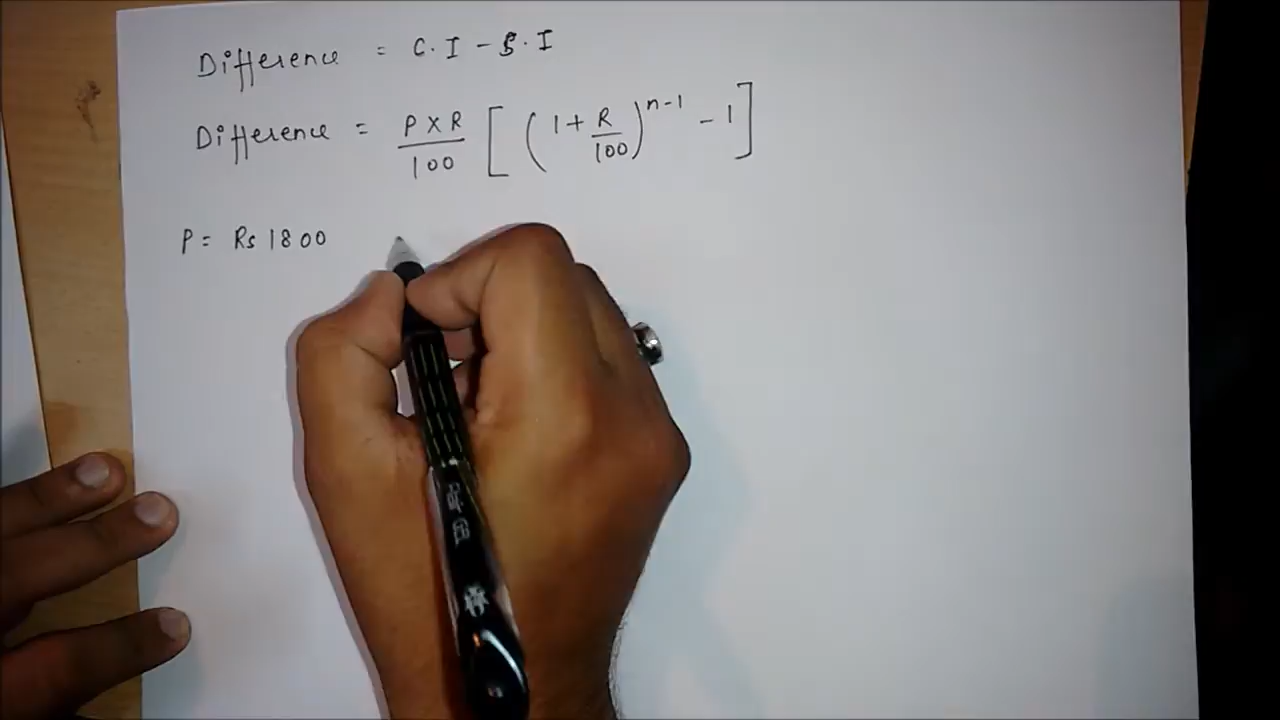 Difference = C.I - S.I
Difference = P X R / 100 [ ( 1 + R / 100 )^n-1 - 1 ]
P = Rs 1800